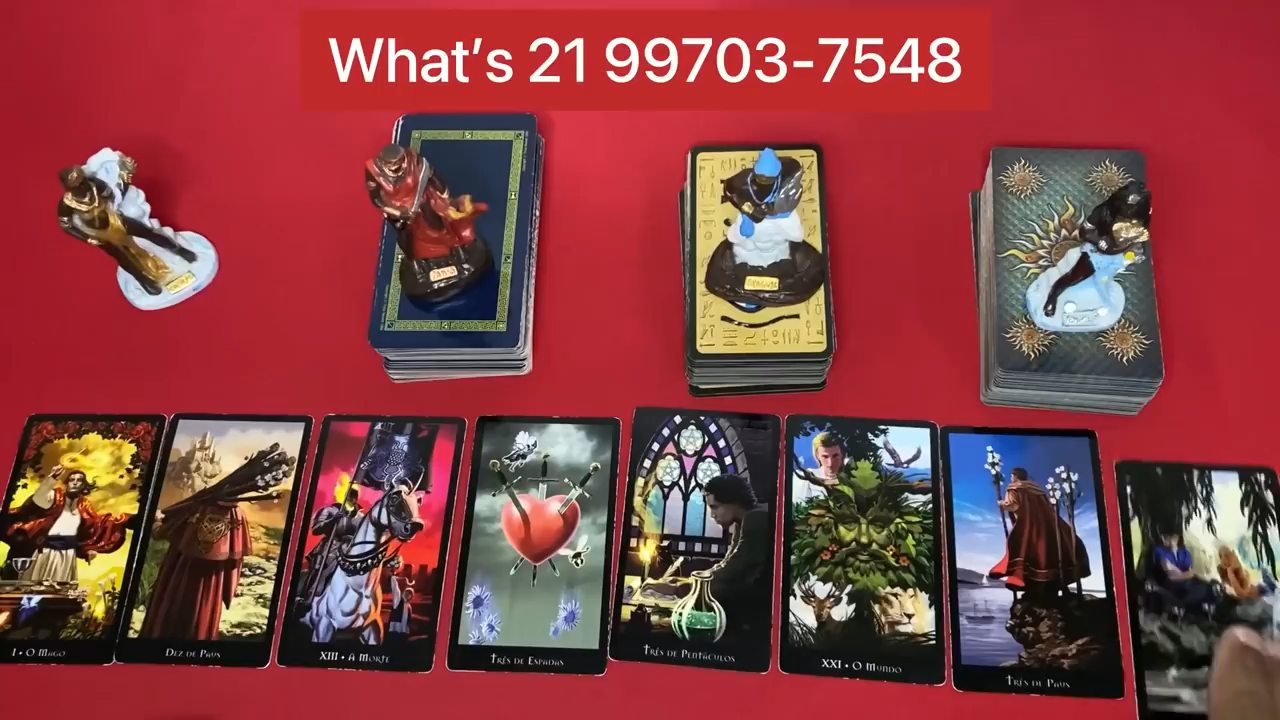 What's 21 99703-7548
I • O Mago
Dez de Paus
XIII • A Morte
Três de Espadas
Três de Pentáculos
XXI • O Mundo
Três de Paus